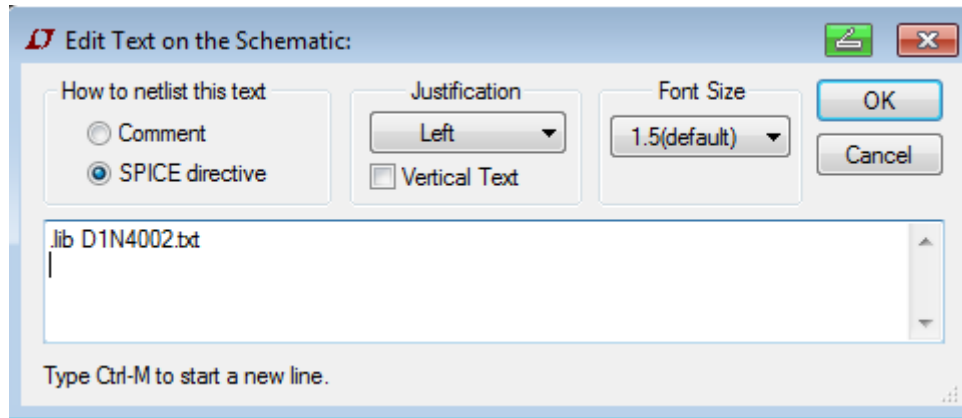 Edit Text on the Schematic:
How to netlist this text
Comment
SPICE directive
Justification
Left
Vertical Text
Font Size
1.5(default)
OK
Cancel
.lib D1N4002.txt
Type Ctrl-M to start a new line.